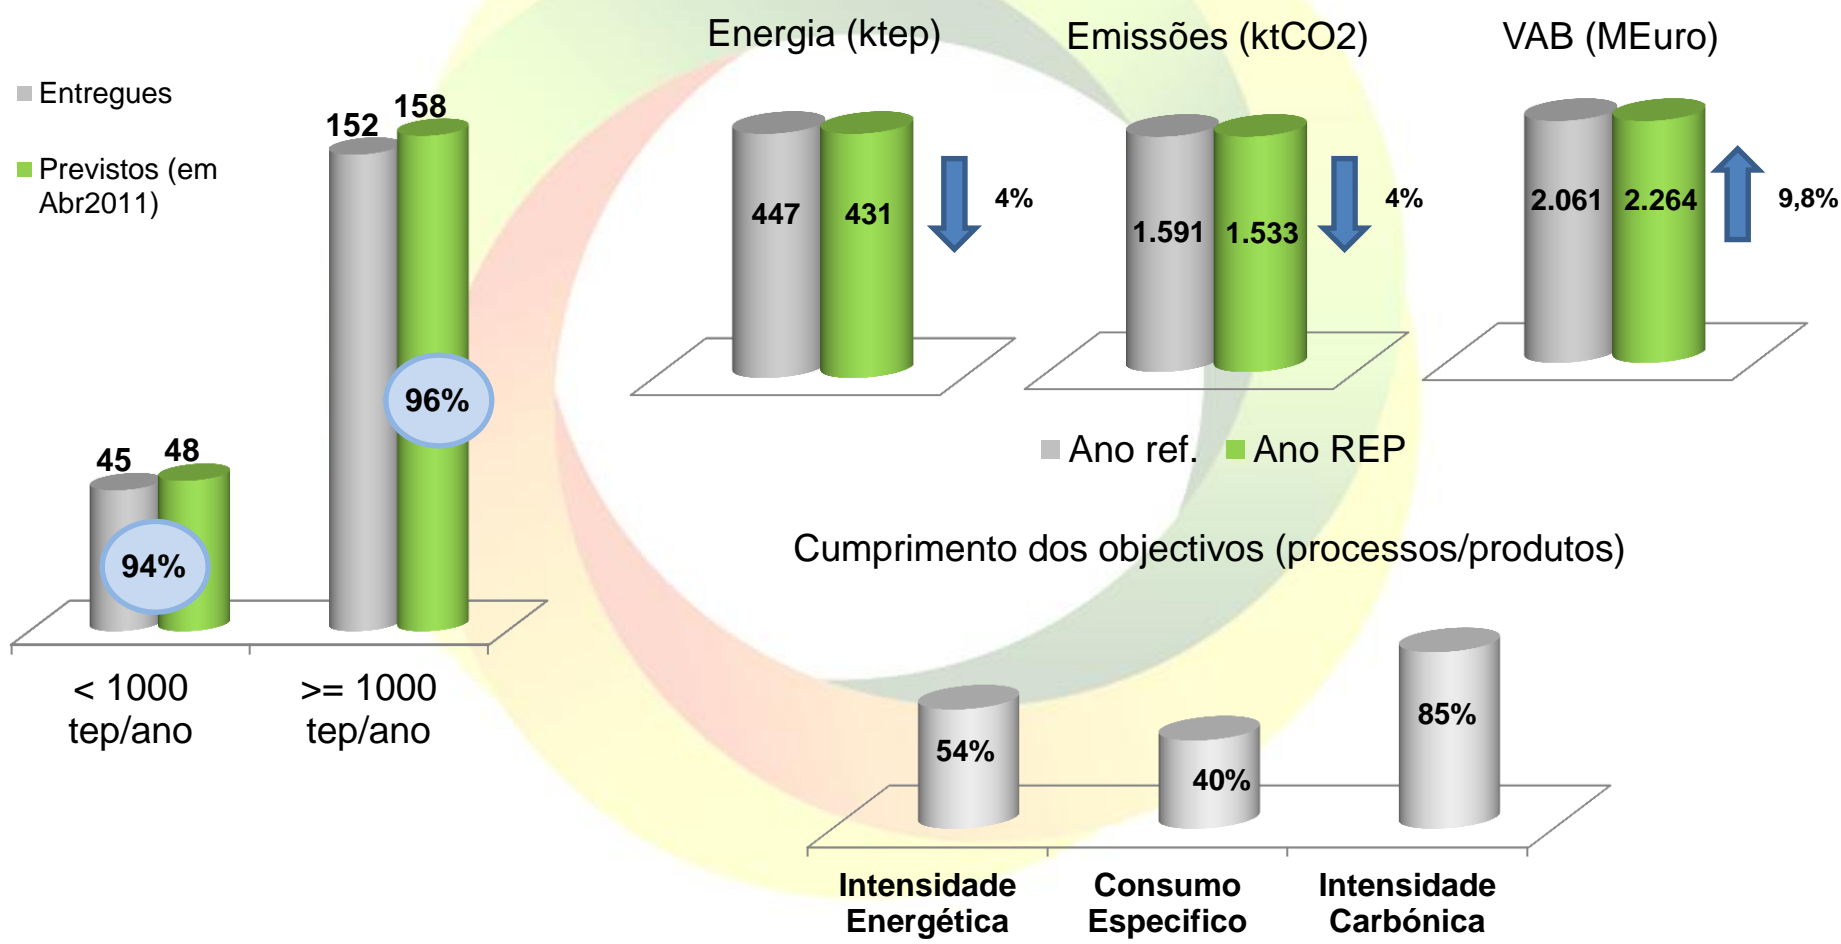 Entregues
Previstos (em
Abr2011)
152
158
96%
45
48
94%
< 1000
tep/ano
>= 1000
tep/ano
Energia (ktep)
447
431
4%
Emissões (ktCO2)
1.591
1.533
4%
VAB (MEuro)
2.061
2.264
9,8%
Ano ref.
Ano REP
Cumprimento dos objectivos (processos/produtos)
54%
40%
85%
Intensidade
Energética
Consumo
Especifico
Intensidade
Carbónica